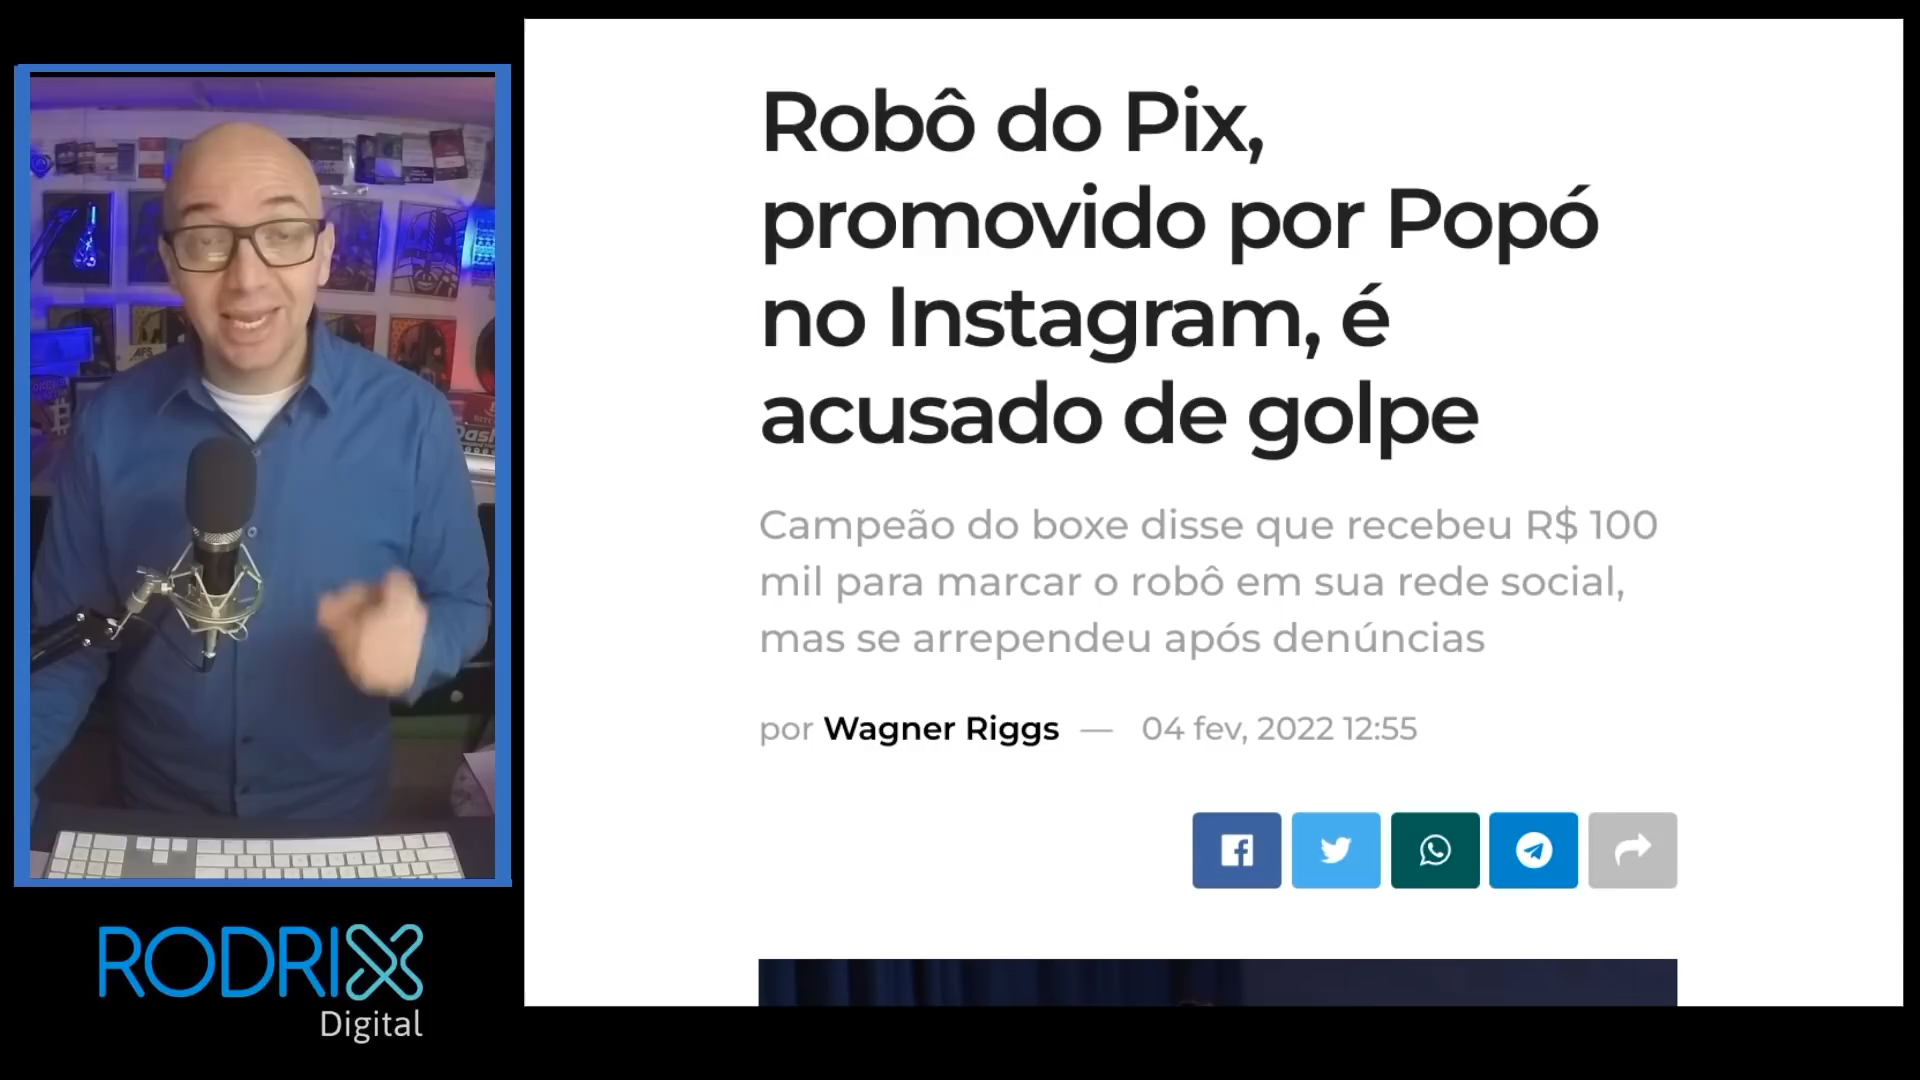 Robô do Pix,
promovido por Popó
no Instagram, é
acusado de golpe
Campeão do boxe disse que recebeu R$ 100
mil para marcar o robô em sua rede social,
mas se arrependeu após denúncias
por Wagner Riggs — 04 fev, 2022 12:55
RODRIX
Digital